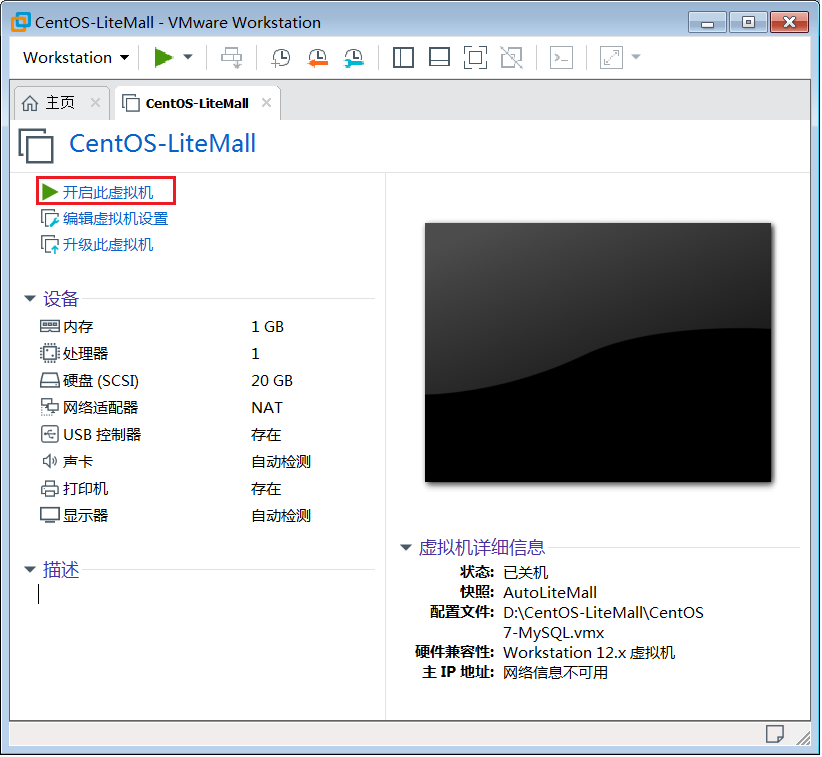 CentOS-LiteMall - VMware Workstation
Workstation
主页
CentOS-LiteMall
CentOS-LiteMall
开启此虚拟机
编辑虚拟机设置
升级此虚拟机
设备
内存 1 GB
处理器 1
硬盘 (SCSI) 20 GB
网络适配器 NAT
USB 控制器 存在
声卡 自动检测
打印机 存在
显示器 自动检测
描述
虚拟机详细信息
状态: 已关机
快照: AutoLiteMall
配置文件: D:\CentOS-LiteMall\CentOS
7-MySQL.vmx
硬件兼容性: Workstation 12.x 虚拟机
主 IP 地址: 网络信息不可用